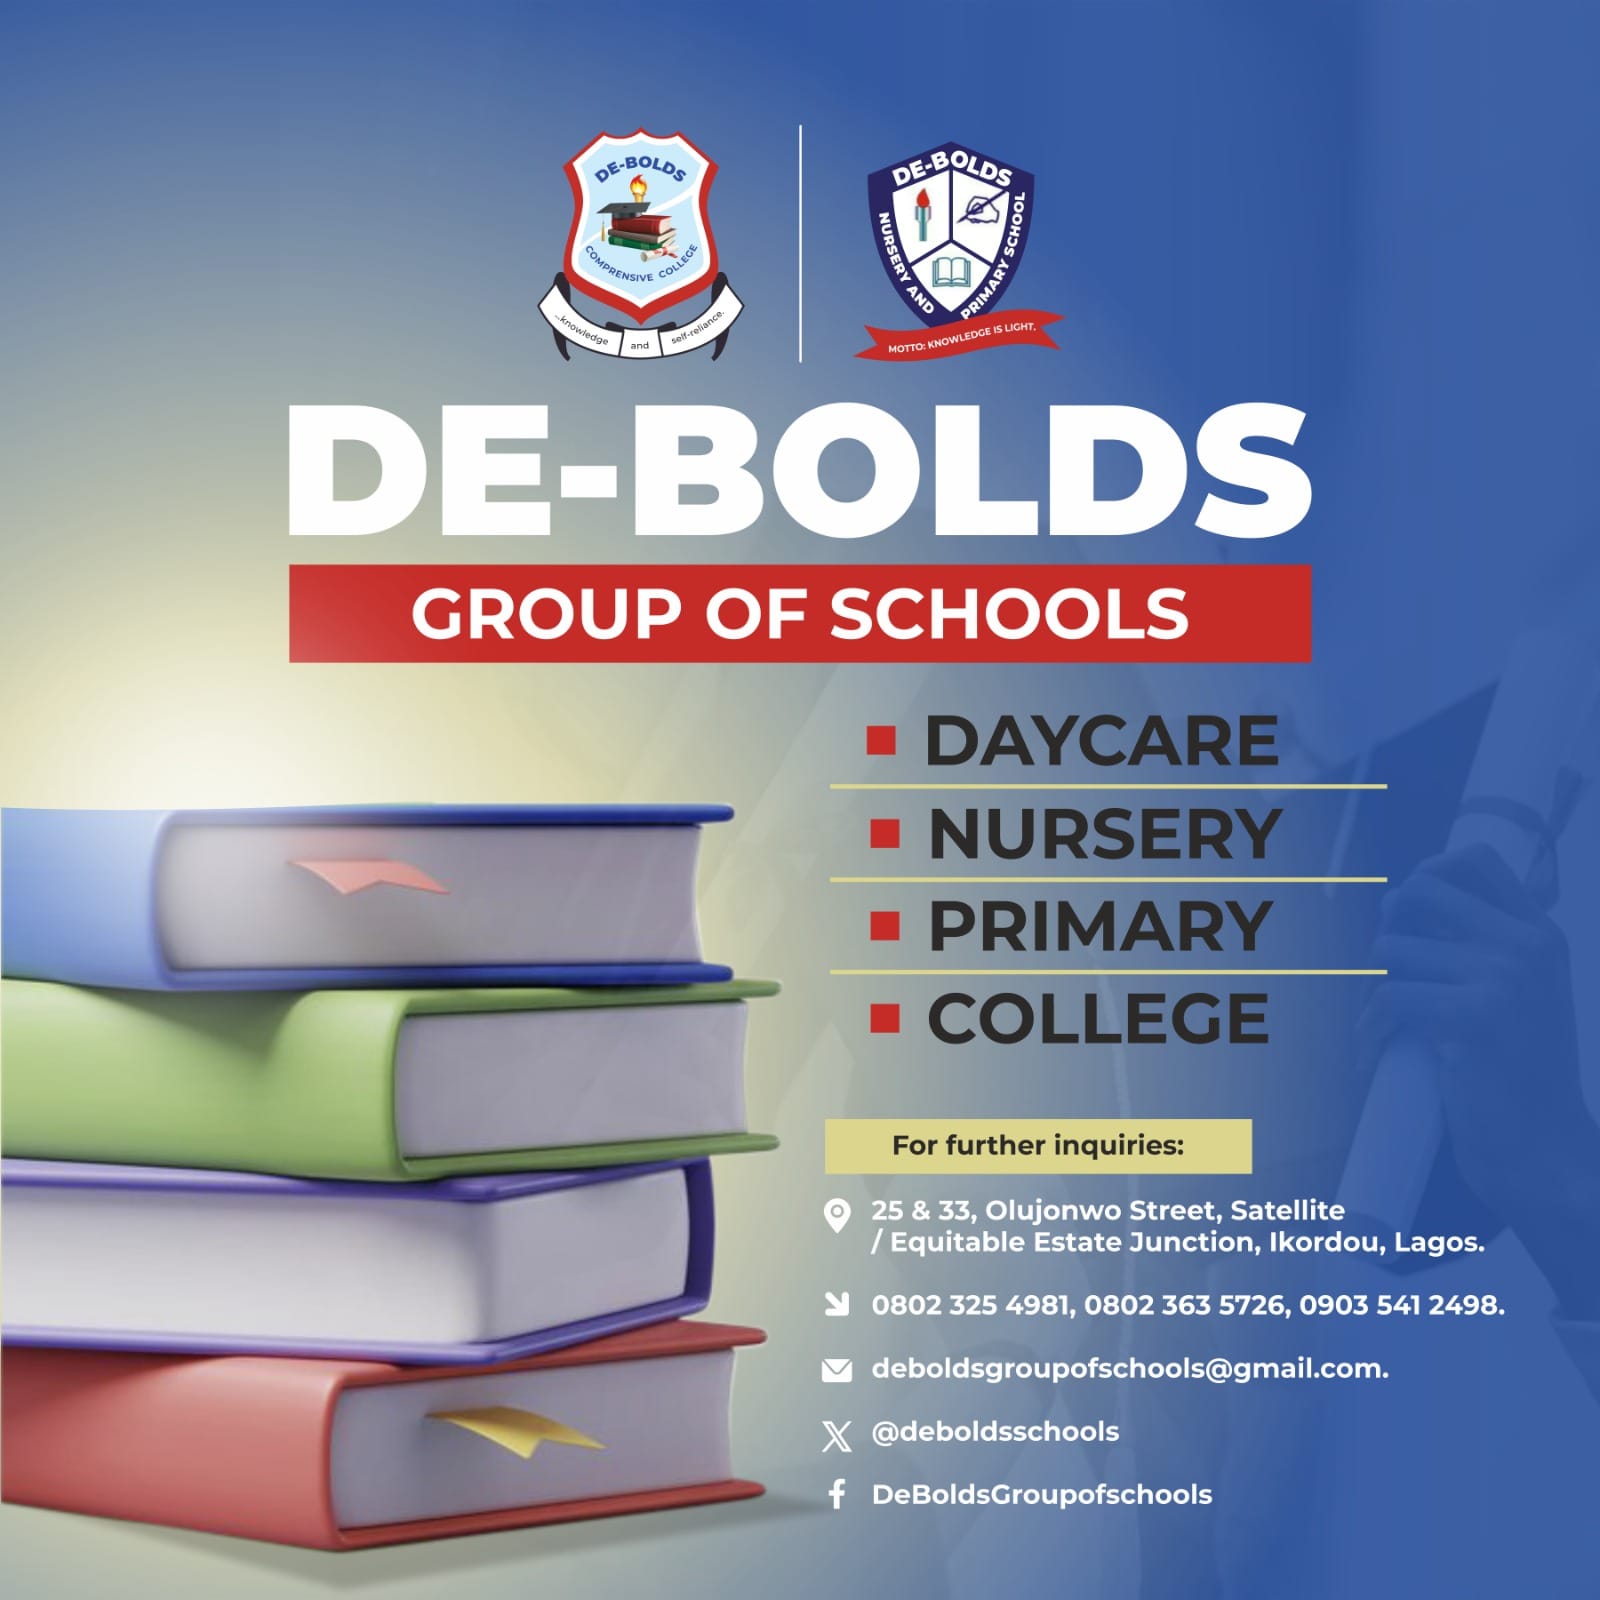 DE-BOLDS
COMPRENSIVE COLLEGE
...knowledge and self-reliance.
DE-BOLDS
NURSERY AND PRIMARY SCHOOL
MOTTO: KNOWLEDGE IS LIGHT.
DE-BOLDS
GROUP OF SCHOOLS
DAYCARE
NURSERY
PRIMARY
COLLEGE
For further inquiries:
25 & 33, Olujonwo Street, Satellite
/ Equitable Estate Junction, Ikordou, Lagos.
0802 325 4981, 0802 363 5726, 0903 541 2498.
deboldsgroupofschools@gmail.com.
@deboldsschools
DeBoldsGroupofschools